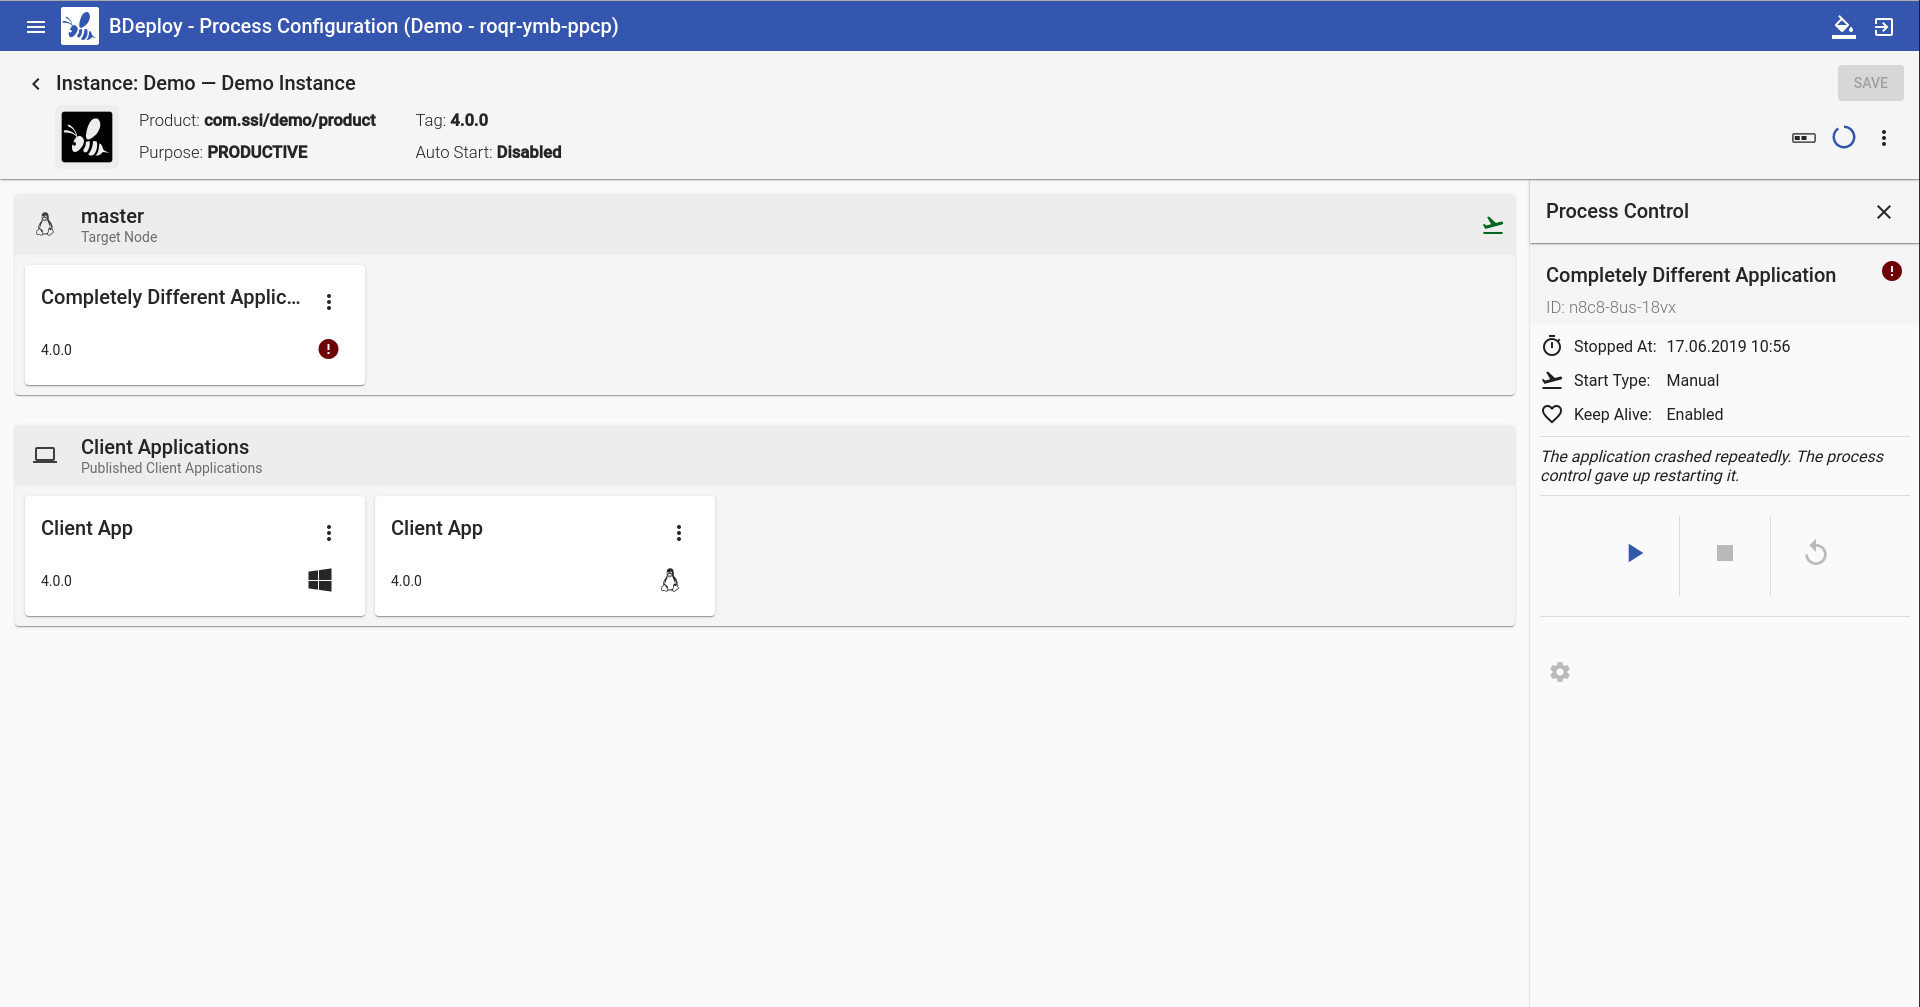 BDeploy - Process Configuration (Demo - roqr-ymb-ppcp)
Instance: Demo — Demo Instance
SAVE
Product: com.ssi/demo/product
Tag: 4.0.0
Purpose: PRODUCTIVE
Auto Start: Disabled
master
Target Node
Completely Different Applic...
4.0.0
Client Applications
Published Client Applications
Client App
4.0.0
Client App
4.0.0
Process Control
Completely Different Application
ID: n8c8-8us-18vx
Stopped At: 17.06.2019 10:56
Start Type: Manual
Keep Alive: Enabled
The application crashed repeatedly. The process
control gave up restarting it.